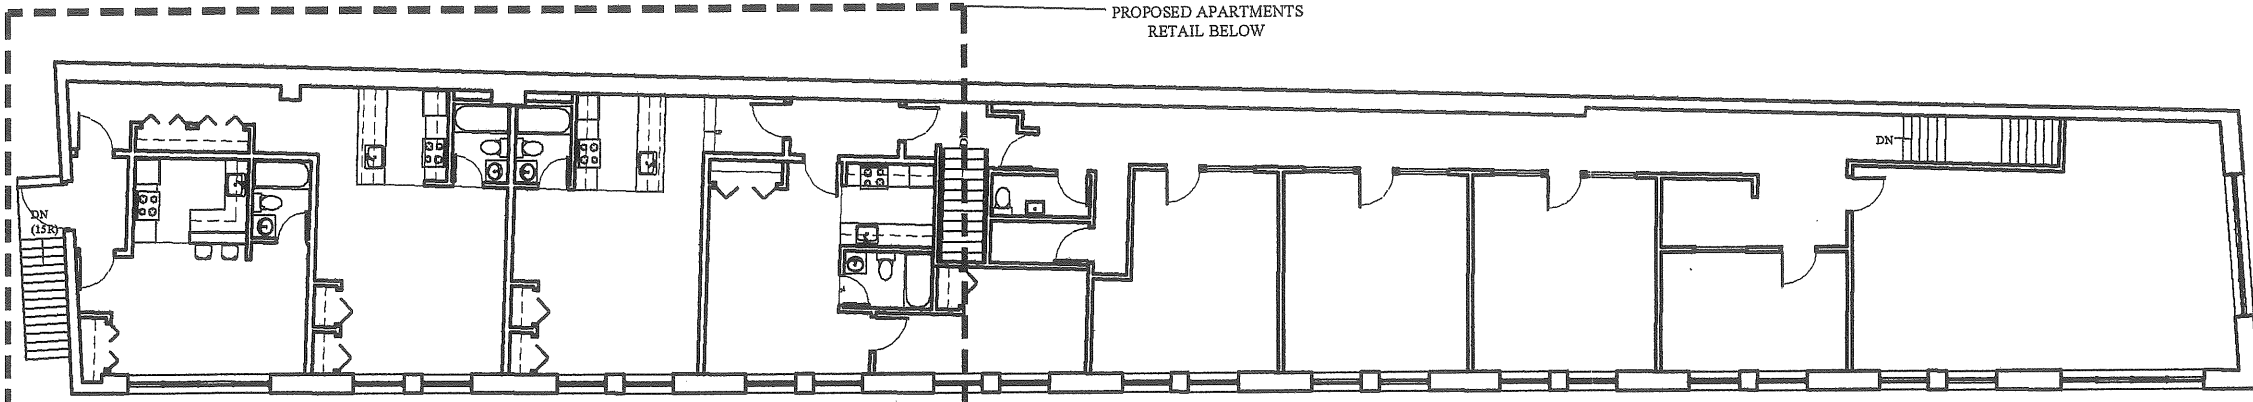 PROPOSED APARTMENTS
RETAIL BELOW
DN
DN
(15R)